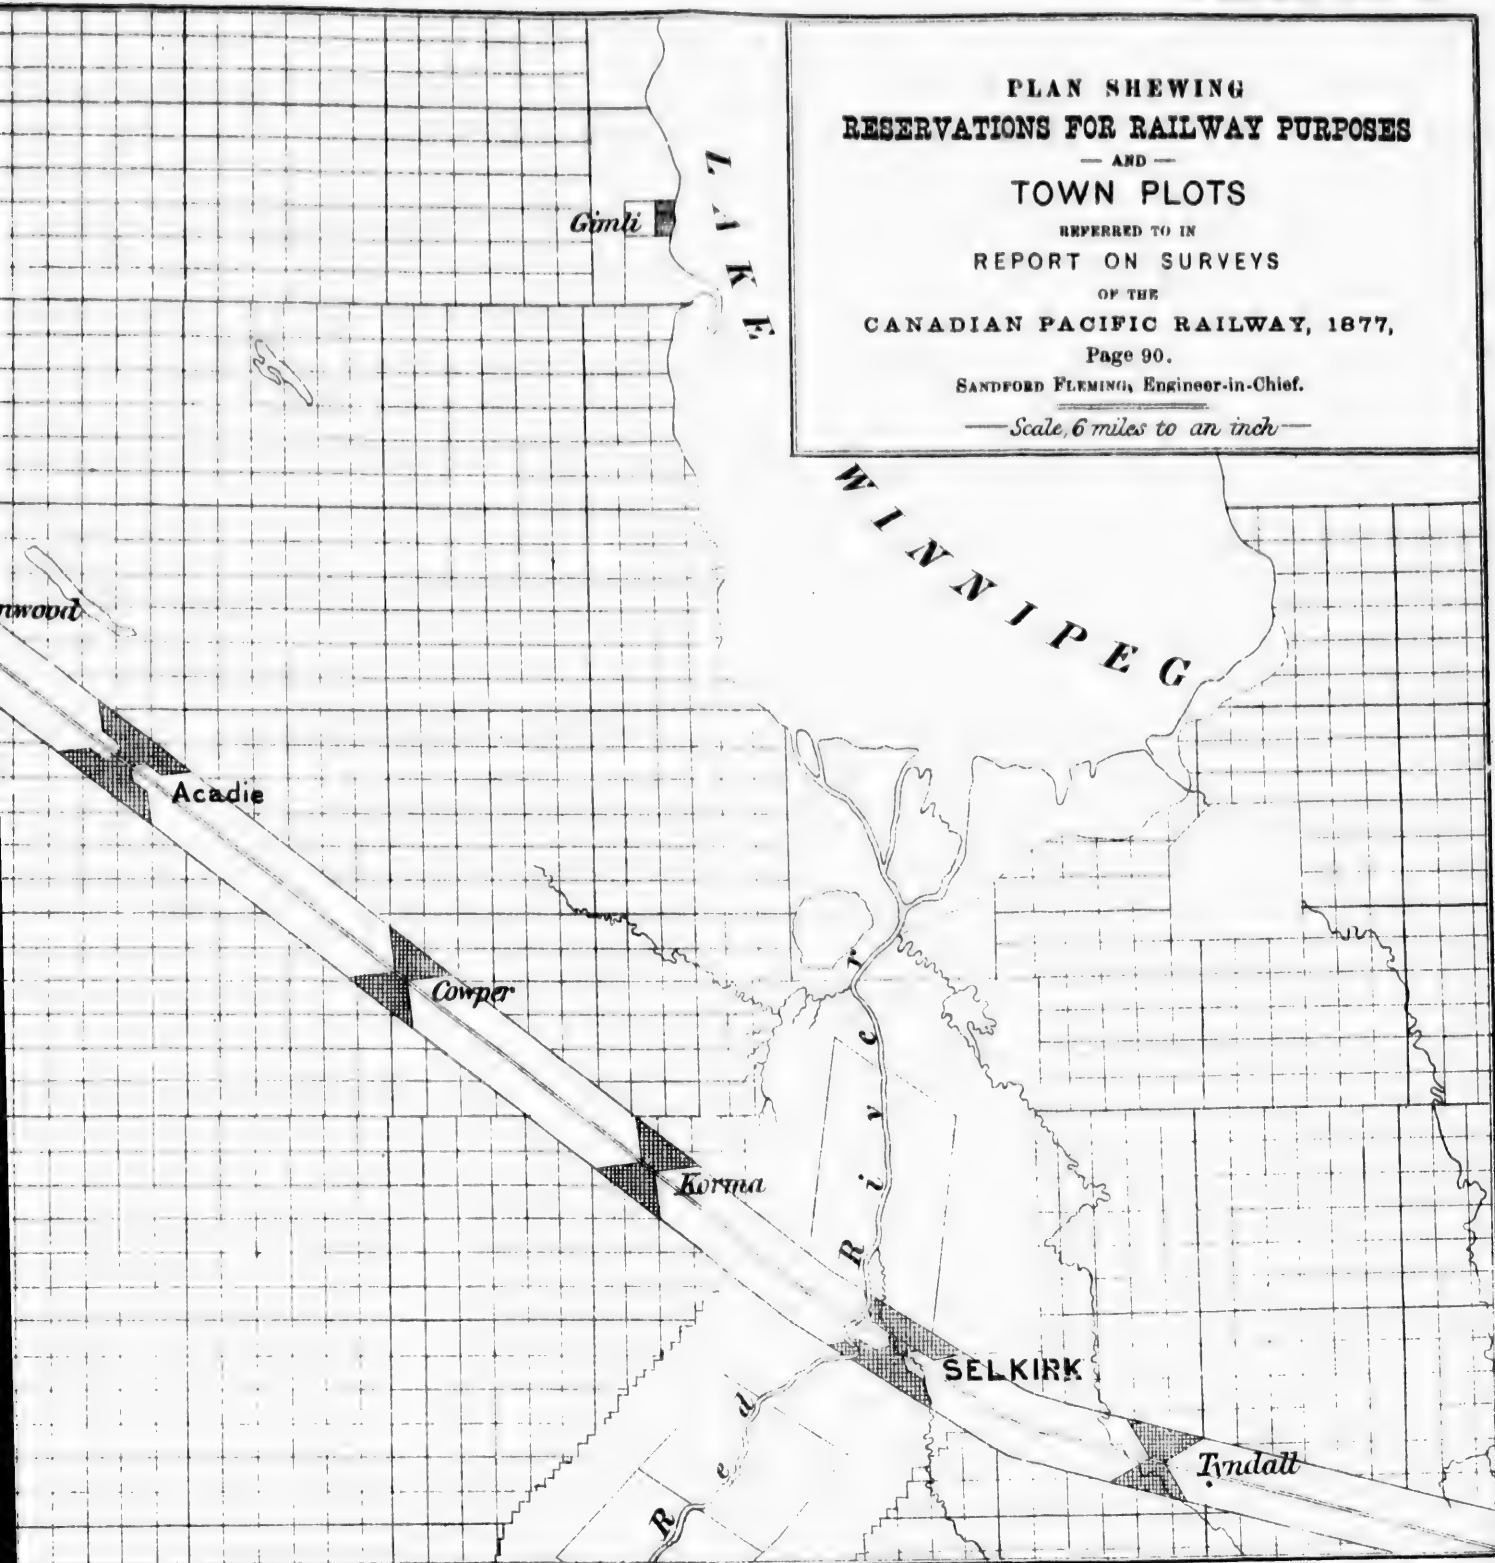 PLAN SHEWING
RESERVATIONS FOR RAILWAY PURPOSES
— AND —
TOWN PLOTS
REFERRED TO IN
REPORT ON SURVEYS
OF THE
CANADIAN PACIFIC RAILWAY, 1877,
Page 90.
SANDFORD FLEMING, Engineer-in-Chief.
Scale, 6 miles to an inch
LAKE
WINNIPEG
Gimli
nwood
Acadie
Cowper
Korma
Red River
SELKIRK
Tyndall